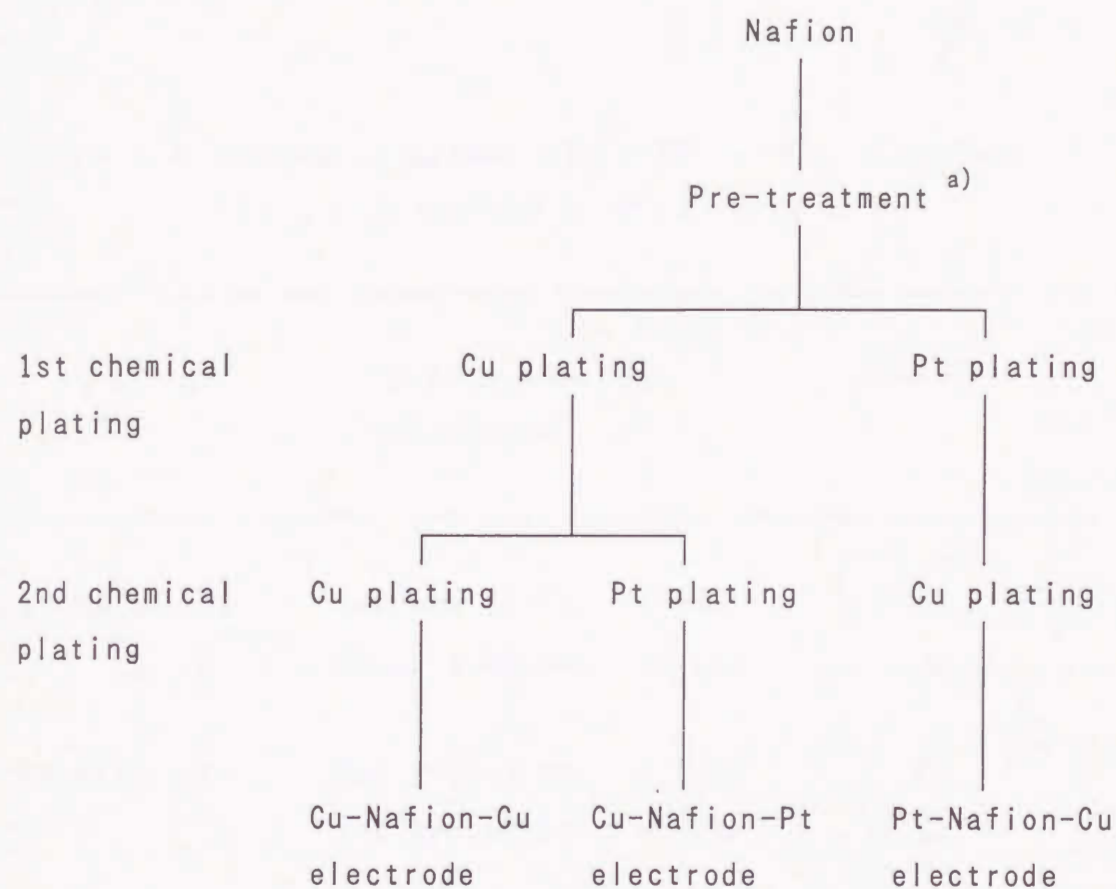 Nafion
Pre-treatment a)
1st chemical plating
Cu plating
Pt plating
2nd chemical plating
Cu plating
Pt plating
Cu plating
Cu-Nafion-Cu electrode
Cu-Nafion-Pt electrode
Pt-Nafion-Cu electrode